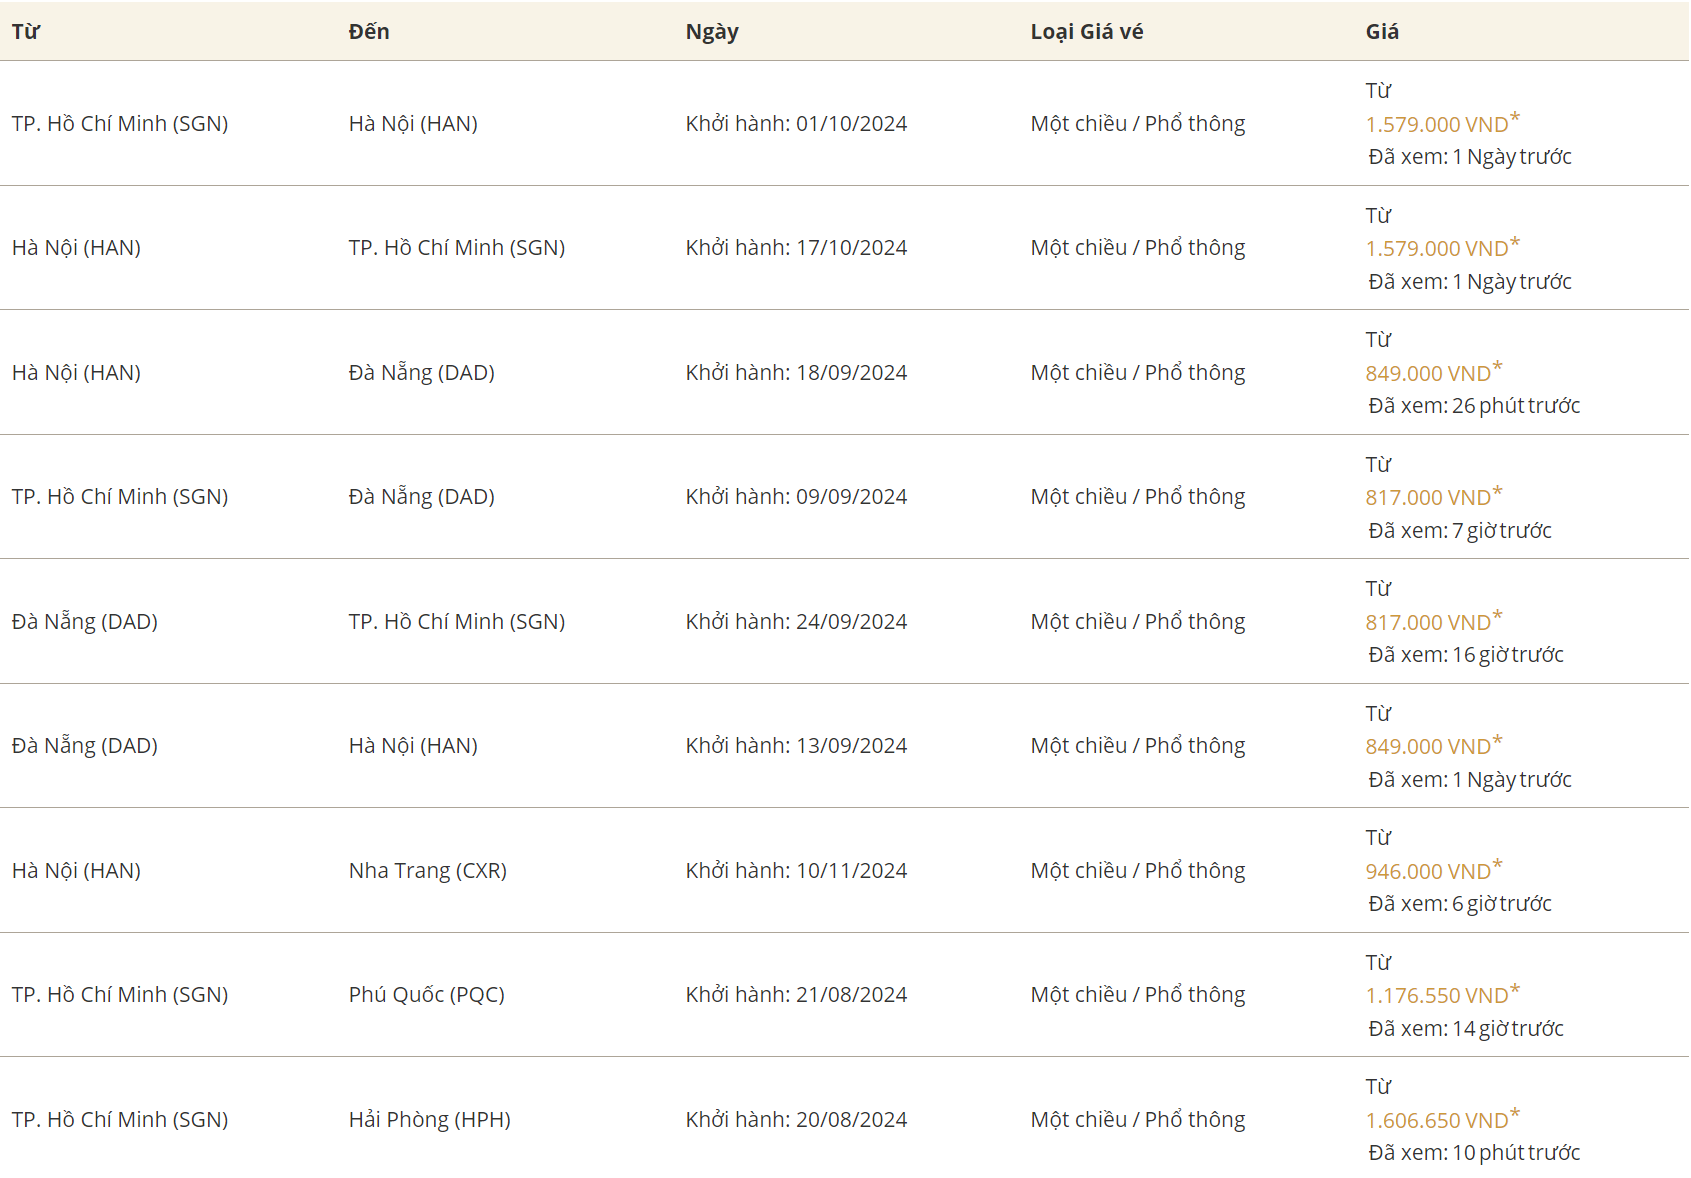 Từ Đến Ngày Loại Giá vé Giá
TP. Hồ Chí Minh (SGN) Hà Nội (HAN) Khởi hành: 01/10/2024 Một chiều / Phổ thông Từ
1.579.000 VND*
Đã xem: 1 Ngày trước
Hà Nội (HAN) TP. Hồ Chí Minh (SGN) Khởi hành: 17/10/2024 Một chiều / Phổ thông Từ
1.579.000 VND*
Đã xem: 1 Ngày trước
Hà Nội (HAN) Đà Nẵng (DAD) Khởi hành: 18/09/2024 Một chiều / Phổ thông Từ
849.000 VND*
Đã xem: 26 phút trước
TP. Hồ Chí Minh (SGN) Đà Nẵng (DAD) Khởi hành: 09/09/2024 Một chiều / Phổ thông Từ
817.000 VND*
Đã xem: 7 giờ trước
Đà Nẵng (DAD) TP. Hồ Chí Minh (SGN) Khởi hành: 24/09/2024 Một chiều / Phổ thông Từ
817.000 VND*
Đã xem: 16 giờ trước
Đà Nẵng (DAD) Hà Nội (HAN) Khởi hành: 13/09/2024 Một chiều / Phổ thông Từ
849.000 VND*
Đã xem: 1 Ngày trước
Hà Nội (HAN) Nha Trang (CXR) Khởi hành: 10/11/2024 Một chiều / Phổ thông Từ
946.000 VND*
Đã xem: 6 giờ trước
TP. Hồ Chí Minh (SGN) Phú Quốc (PQC) Khởi hành: 21/08/2024 Một chiều / Phổ thông Từ
1.176.550 VND*
Đã xem: 14 giờ trước
TP. Hồ Chí Minh (SGN) Hải Phòng (HPH) Khởi hành: 20/08/2024 Một chiều / Phổ thông Từ
1.606.650 VND*
Đã xem: 10 phút trước